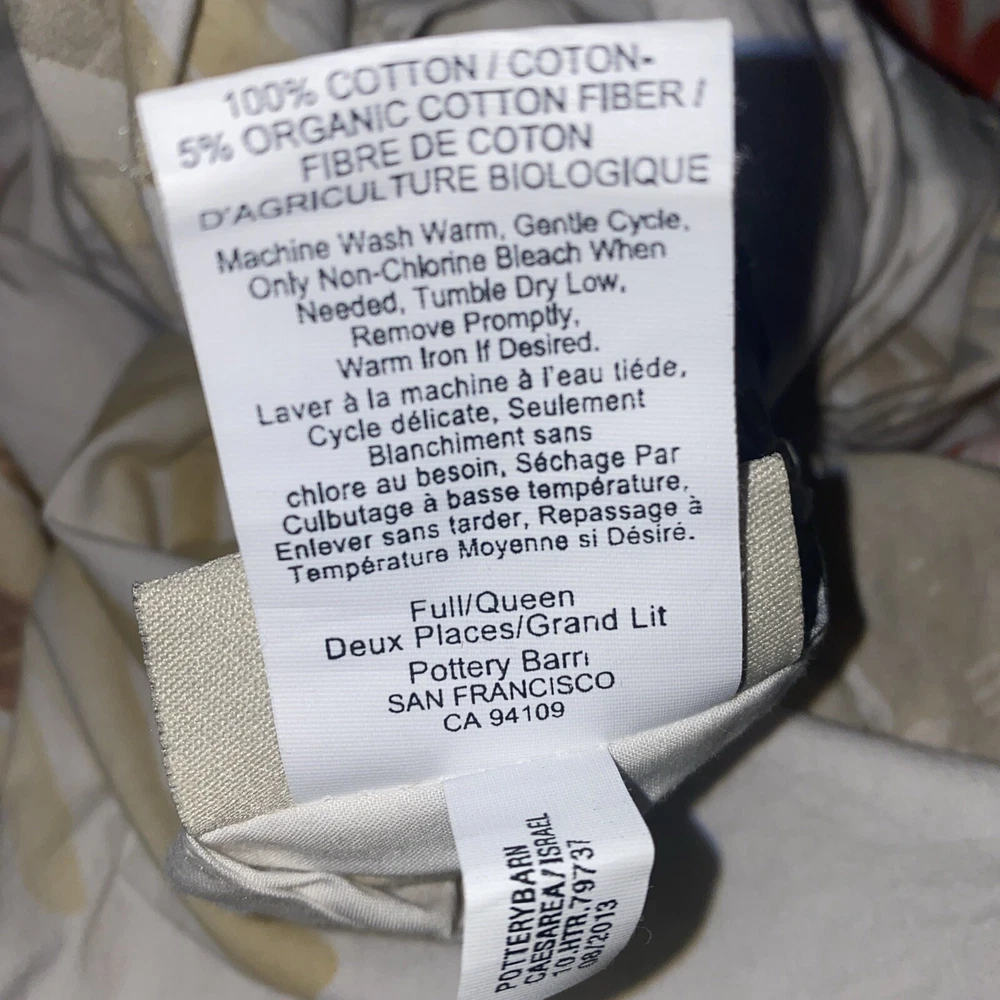 100% COTTON / COTON-
5% ORGANIC COTTON FIBER /
FIBRE DE COTON
D'AGRICULTURE BIOLOGIQUE
Machine Wash Warm, Gentle Cycle,
Only Non-Chlorine Bleach When
Needed, Tumble Dry Low,
Remove Promptly,
Warm Iron If Desired.
Laver à la machine à l'eau tiéde,
Cycle délicate, Seulement
Blanchiment sans
chlore au besoin, Séchage Par
Culbutage à basse température,
Enlever sans tarder, Repassage à
Température Moyenne si Désiré.
Full/Queen
Deux Places/Grand Lit
Pottery Barn
SAN FRANCISCO
CA 94109
POTTERYBARN
CAESAREA/ISRAEL
10.HTR.79737
08/2013